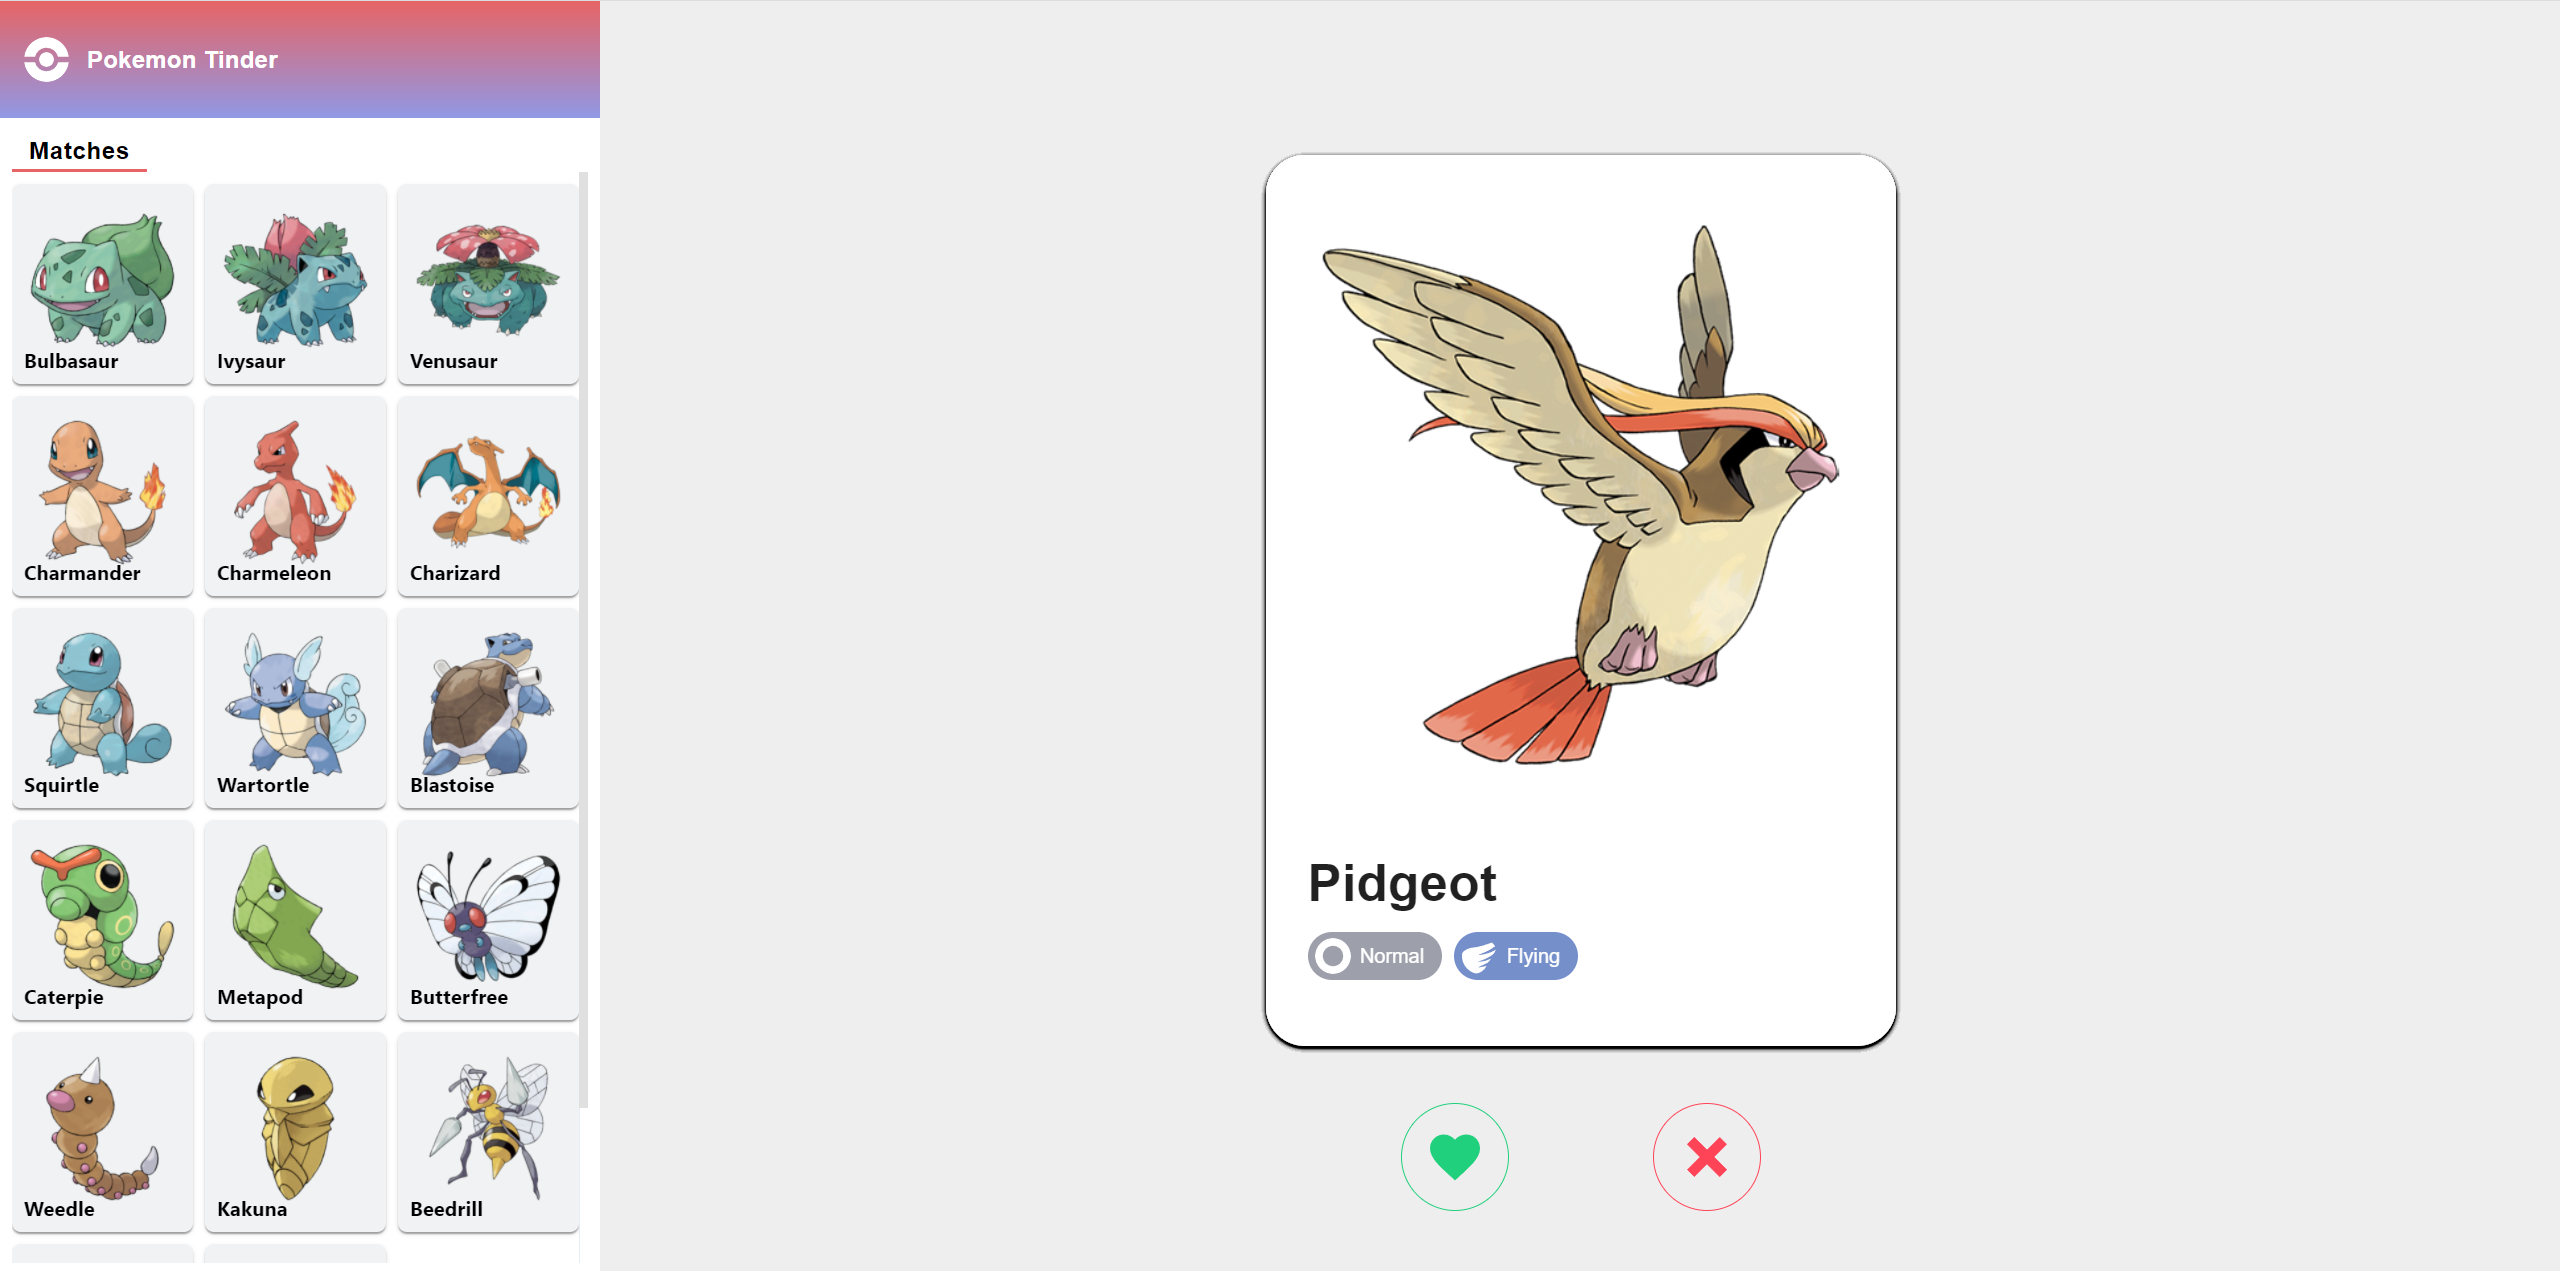 Pokemon Tinder
Matches
Bulbasaur
Ivysaur
Venusaur
Charmander
Charmeleon
Charizard
Squirtle
Wartortle
Blastoise
Caterpie
Metapod
Butterfree
Weedle
Kakuna
Beedrill
Pidgeot
Normal
Flying